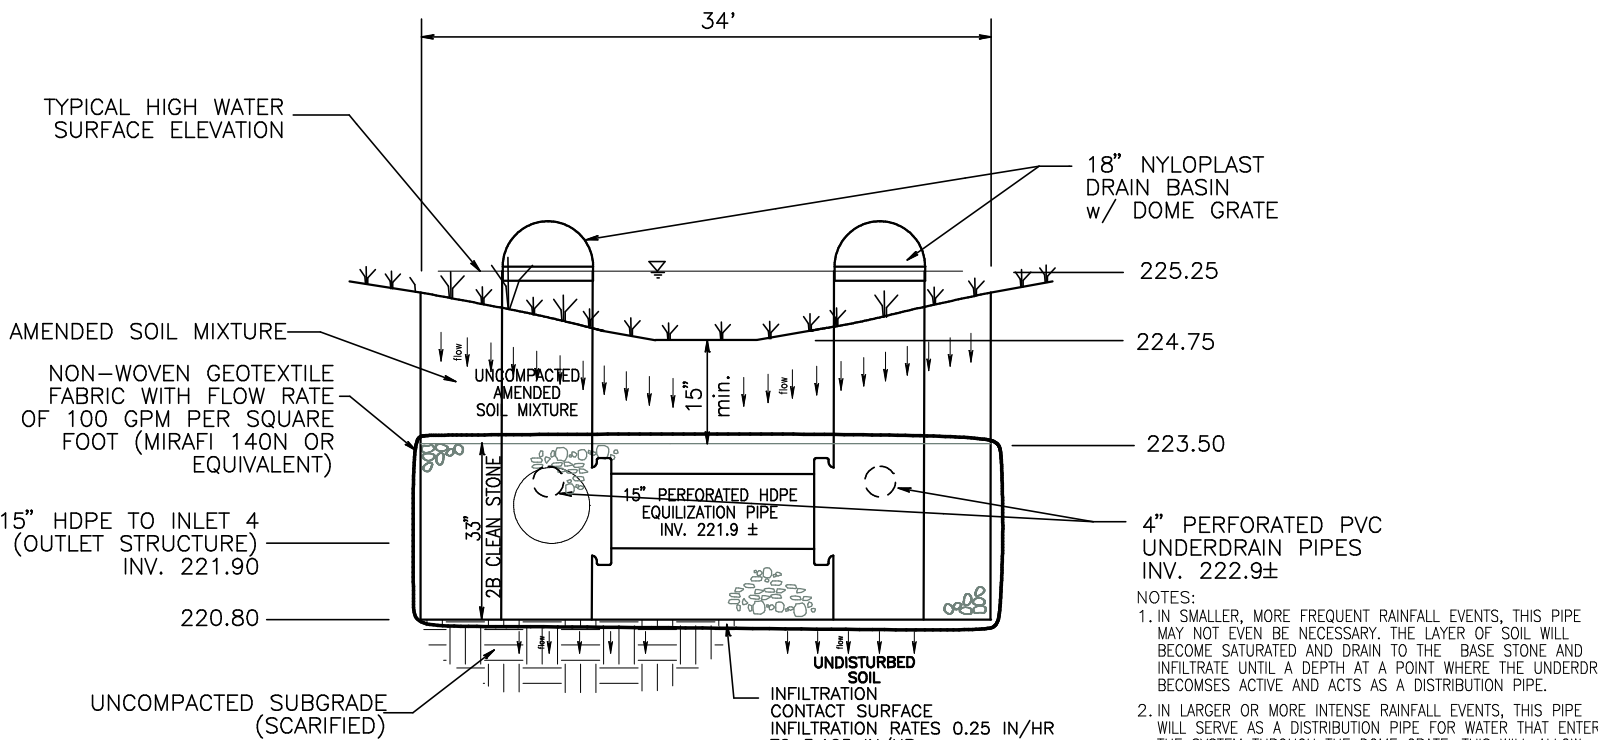 34'
TYPICAL HIGH WATER
SURFACE ELEVATION
18" NYLOPLAST
DRAIN BASIN
w/ DOME GRATE
225.25
AMENDED SOIL MIXTURE
224.75
flow
flow
NON-WOVEN GEOTEXTILE
FABRIC WITH FLOW RATE
OF 100 GPM PER SQUARE
FOOT (MIRAFI 140N OR
EQUIVALENT)
UNCOMPACTED
AMENDED
SOIL MIXTURE
15"
min.
223.50
33"
2B CLEAN STONE
15" PERFORATED HDPE
EQUILIZATION PIPE
INV. 221.9 ±
15" HDPE TO INLET 4
(OUTLET STRUCTURE)
INV. 221.90
4" PERFORATED PVC
UNDERDRAIN PIPES
INV. 222.9±
220.80
flow
flow
UNDISTURBED
SOIL
UNCOMPACTED SUBGRADE
(SCARIFIED)
INFILTRATION
CONTACT SURFACE
INFILTRATION RATES 0.25 IN/HR
NOTES:
1. IN SMALLER, MORE FREQUENT RAINFALL EVENTS, THIS PIPE
MAY NOT EVEN BE NECESSARY. THE LAYER OF SOIL WILL
BECOME SATURATED AND DRAIN TO THE BASE STONE AND
INFILTRATE UNTIL A DEPTH AT A POINT WHERE THE UNDERDR
BECOMSES ACTIVE AND ACTS AS A DISTRIBUTION PIPE.
2. IN LARGER OR MORE INTENSE RAINFALL EVENTS, THIS PIPE
WILL SERVE AS A DISTRIBUTION PIPE FOR WATER THAT ENTER